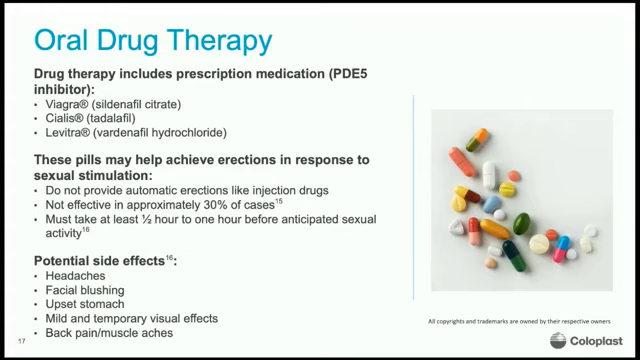 Oral Drug Therapy
Drug therapy includes prescription medication (PDE5
inhibitor):
• Viagra® (sildenafil citrate)
• Cialis® (tadalafil)
• Levitra® (vardenafil hydrochloride)
These pills may help achieve erections in response to
sexual stimulation:
• Do not provide automatic erections like injection drugs
• Not effective in approximately 30% of cases¹⁵
• Must take at least ½ hour to one hour before anticipated sexual
activity¹⁶
Potential side effects¹⁶:
• Headaches
• Facial blushing
• Upset stomach
• Mild and temporary visual effects
• Back pain/muscle aches
All copyrights and trademarks are owned by their respective owners
17
Coloplast